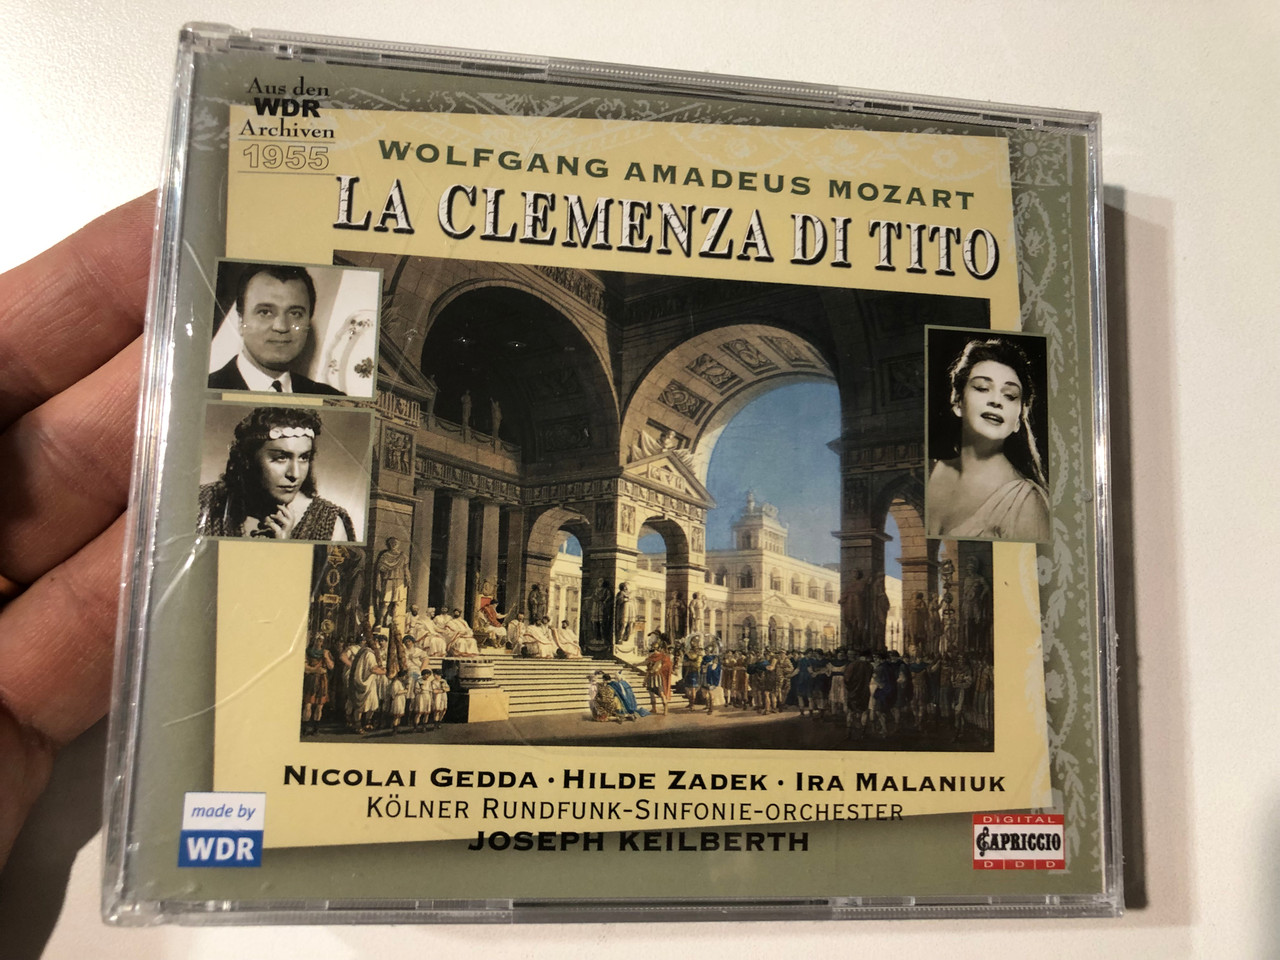 Aus den
WDR
Archiven
1955
WOLFGANG AMADEUS MOZART
LA CLEMENZA DI TITO
NICOLAI GEDDA · HILDE ZADEK · IRA MALANIUK
KÖLNER RUNDFUNK-SINFONIE-ORCHESTER
JOSEPH KEILBERTH
made by
WDR
DIGITAL
CAPRICCIO
D D D